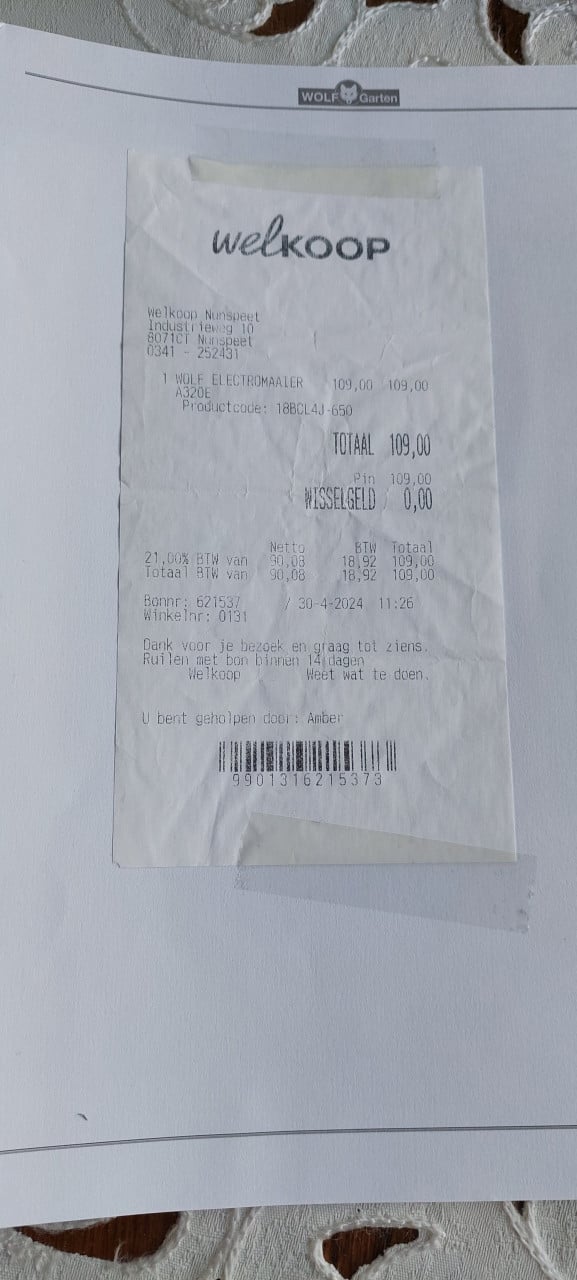 WOLF Garten
welkoop
Welkoop Nunspeet
Industrieweg 10
8071CT Nunspeet
0341 - 252431
1 WOLF ELECTROMAAIER 109,00 109,00
A320E
Productcode: 18BCL4J-650
TOTAAL 109,00
Pin 109,00
WISSELGELD 0,00
Netto BTW Totaal
21,00% BTW van 90,08 18,92 109,00
Totaal BTW van 90,08 18,92 109,00
Bonnr: 621537 / 30-4-2024 11:26
Winkelnr: 0131
Dank voor je bezoek en graag tot ziens.
Ruilen met bon binnen 14 dagen
Welkoop Weet wat te doen.
U bent geholpen door: Amber
9901316215373